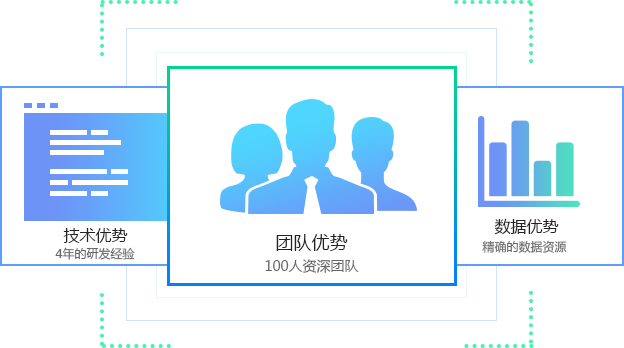 技术优势
4年的研发经验
团队优势
100人资深团队
数据优势
精确的数据资源